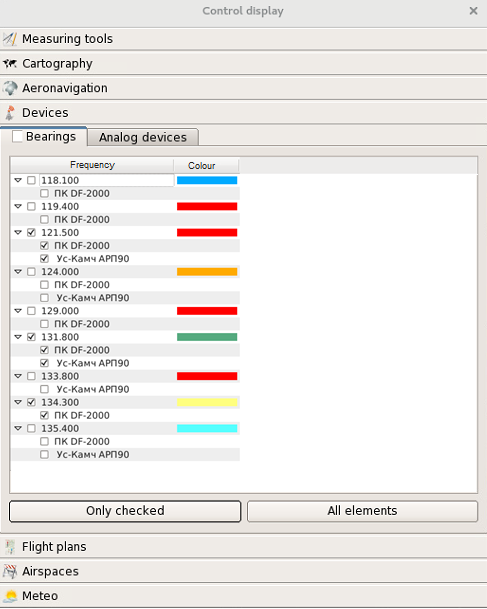 Control display
Measuring tools
Cartography
Aeronavigation
Devices
Bearings Analog devices
Frequency Colour
118.100
ПК DF-2000
119.400
ПК DF-2000
121.500
ПК DF-2000
Ус-Камч АРП90
124.000
ПК DF-2000
Ус-Камч АРП90
129.000
ПК DF-2000
131.800
ПК DF-2000
Ус-Камч АРП90
133.800
Ус-Камч АРП90
134.300
ПК DF-2000
135.400
ПК DF-2000
Ус-Камч АРП90
Only checked All elements
Flight plans
Airspaces
Meteo